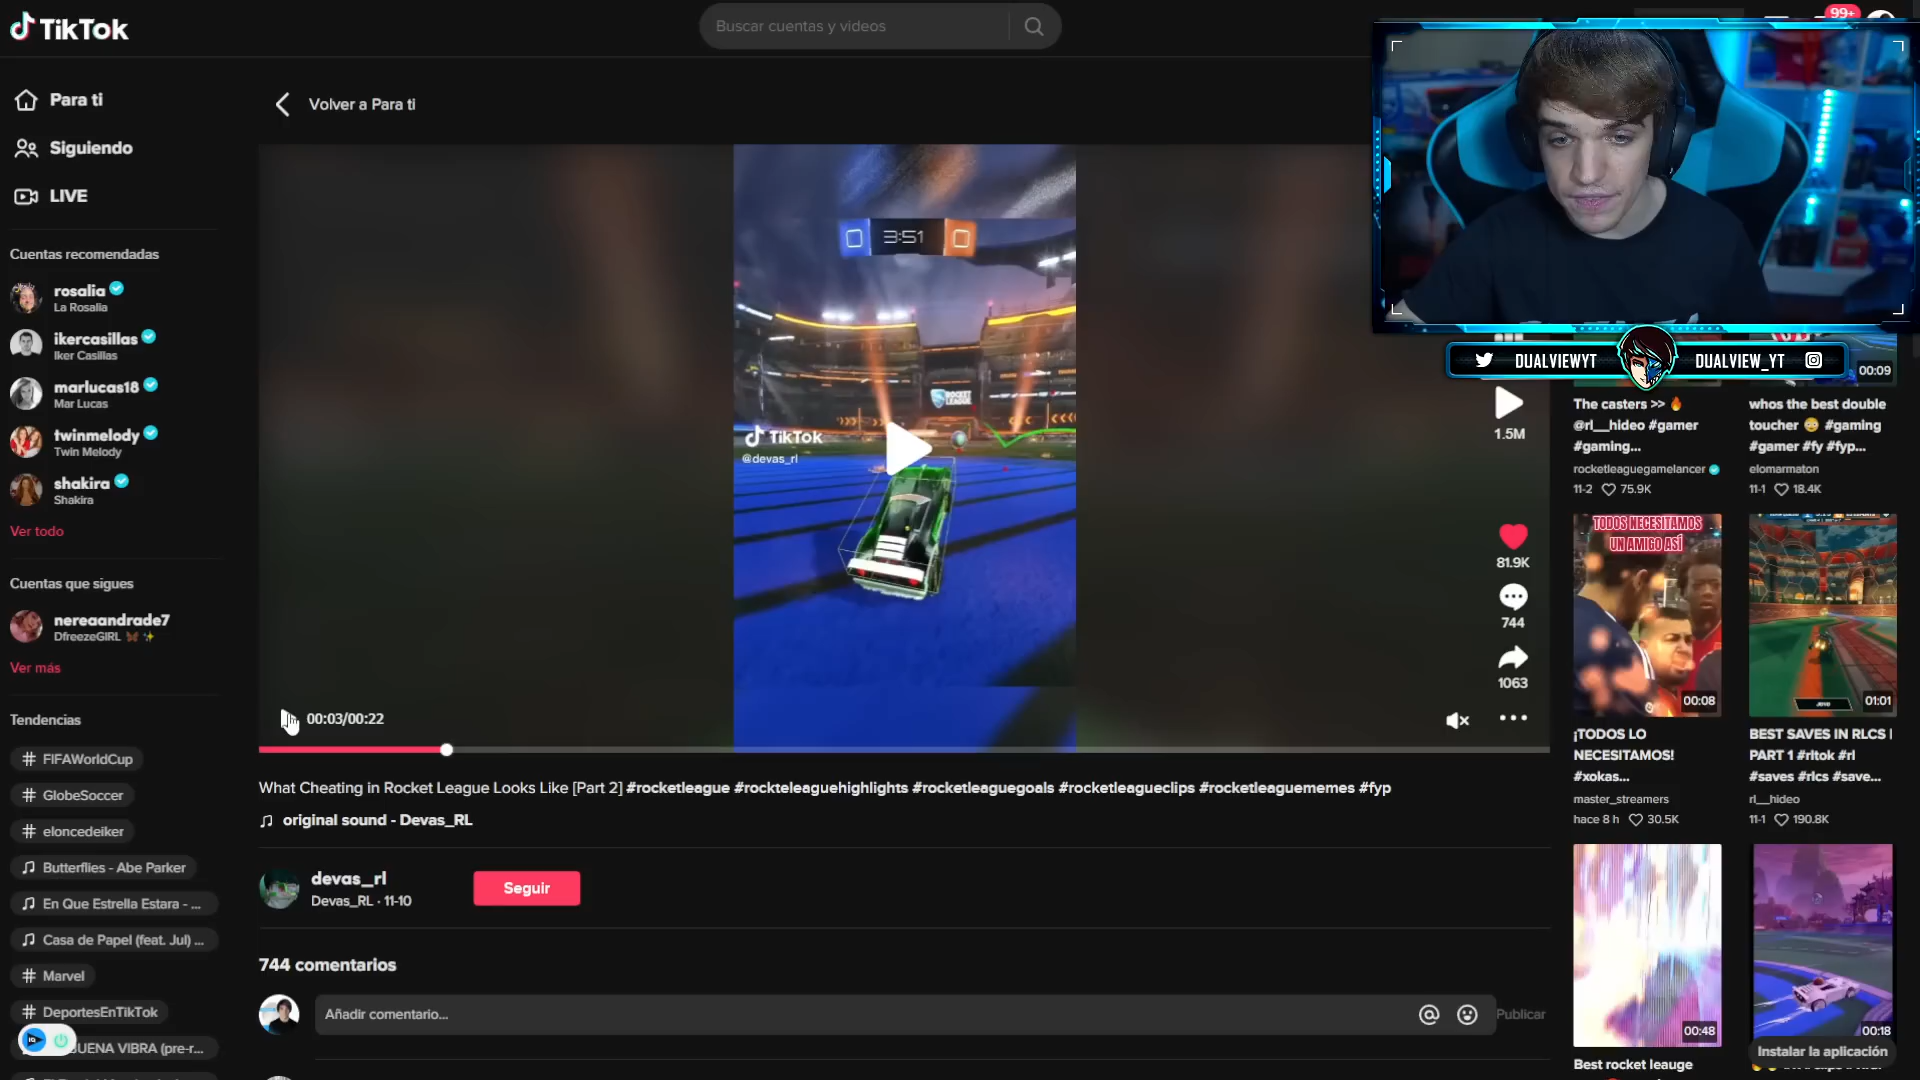 TikTok
Buscar cuentas y vídeos
99+
Para ti
Siguiendo
LIVE
Cuentas recomendadas
rosalia
La Rosalia
ikercasillas
Iker Casillas
marlucas18
Mar Lucas
twinmelody
Twin Melody
shakira
Shakira
Ver todo
Cuentas que sigues
nereaandrade7
DfreezeGIRL
Ver más
Tendencias
# FIFAWorldCup
# GlobeSoccer
# eloncedeiker
Butterflies - Abe Parker
En Que Estrella Estara - ...
Casa de Papel (feat. Jul) ...
# Marvel
# DeportesEnTikTok
BUENA VIBRA (pre-r...
Volver a Para ti
3:51
ROCKET LEAGUE
TikTok
@devas_rl
00:03/00:22
1.5M
81.9K
744
1063
What Cheating in Rocket League Looks Like [Part 2] #rocketleague #rockteleaguehighlights #rocketleaguegoals #rocketleagueclips #rocketleaguememes #fyp
original sound - Devas_RL
devas_rl
Devas_RL · 11-10
Seguir
744 comentarios
Añadir comentario...
Publicar
DUALVIEWYT
DUALVIEW_YT
00:09
The casters >>
@rl__hideo #gamer
#gaming...
rocketleaguegamelancer
11-2 75.9K
whos the best double
toucher #gaming
#gamer #fy #fyp...
elomarmaton
11-1 18.4K
TODOS NECESITAMOS
UN AMIGO ASÍ
00:08
¡TODOS LO
NECESITAMOS!
#xokas...
master_streamers
hace 8 h 30.5K
01:01
BEST SAVES IN RLCS |
PART 1 #rltok #rl
#saves #rlcs #save...
rl__hideo
11-1 190.8K
00:48
Best rocket leauge
00:18
Instalar la aplicación